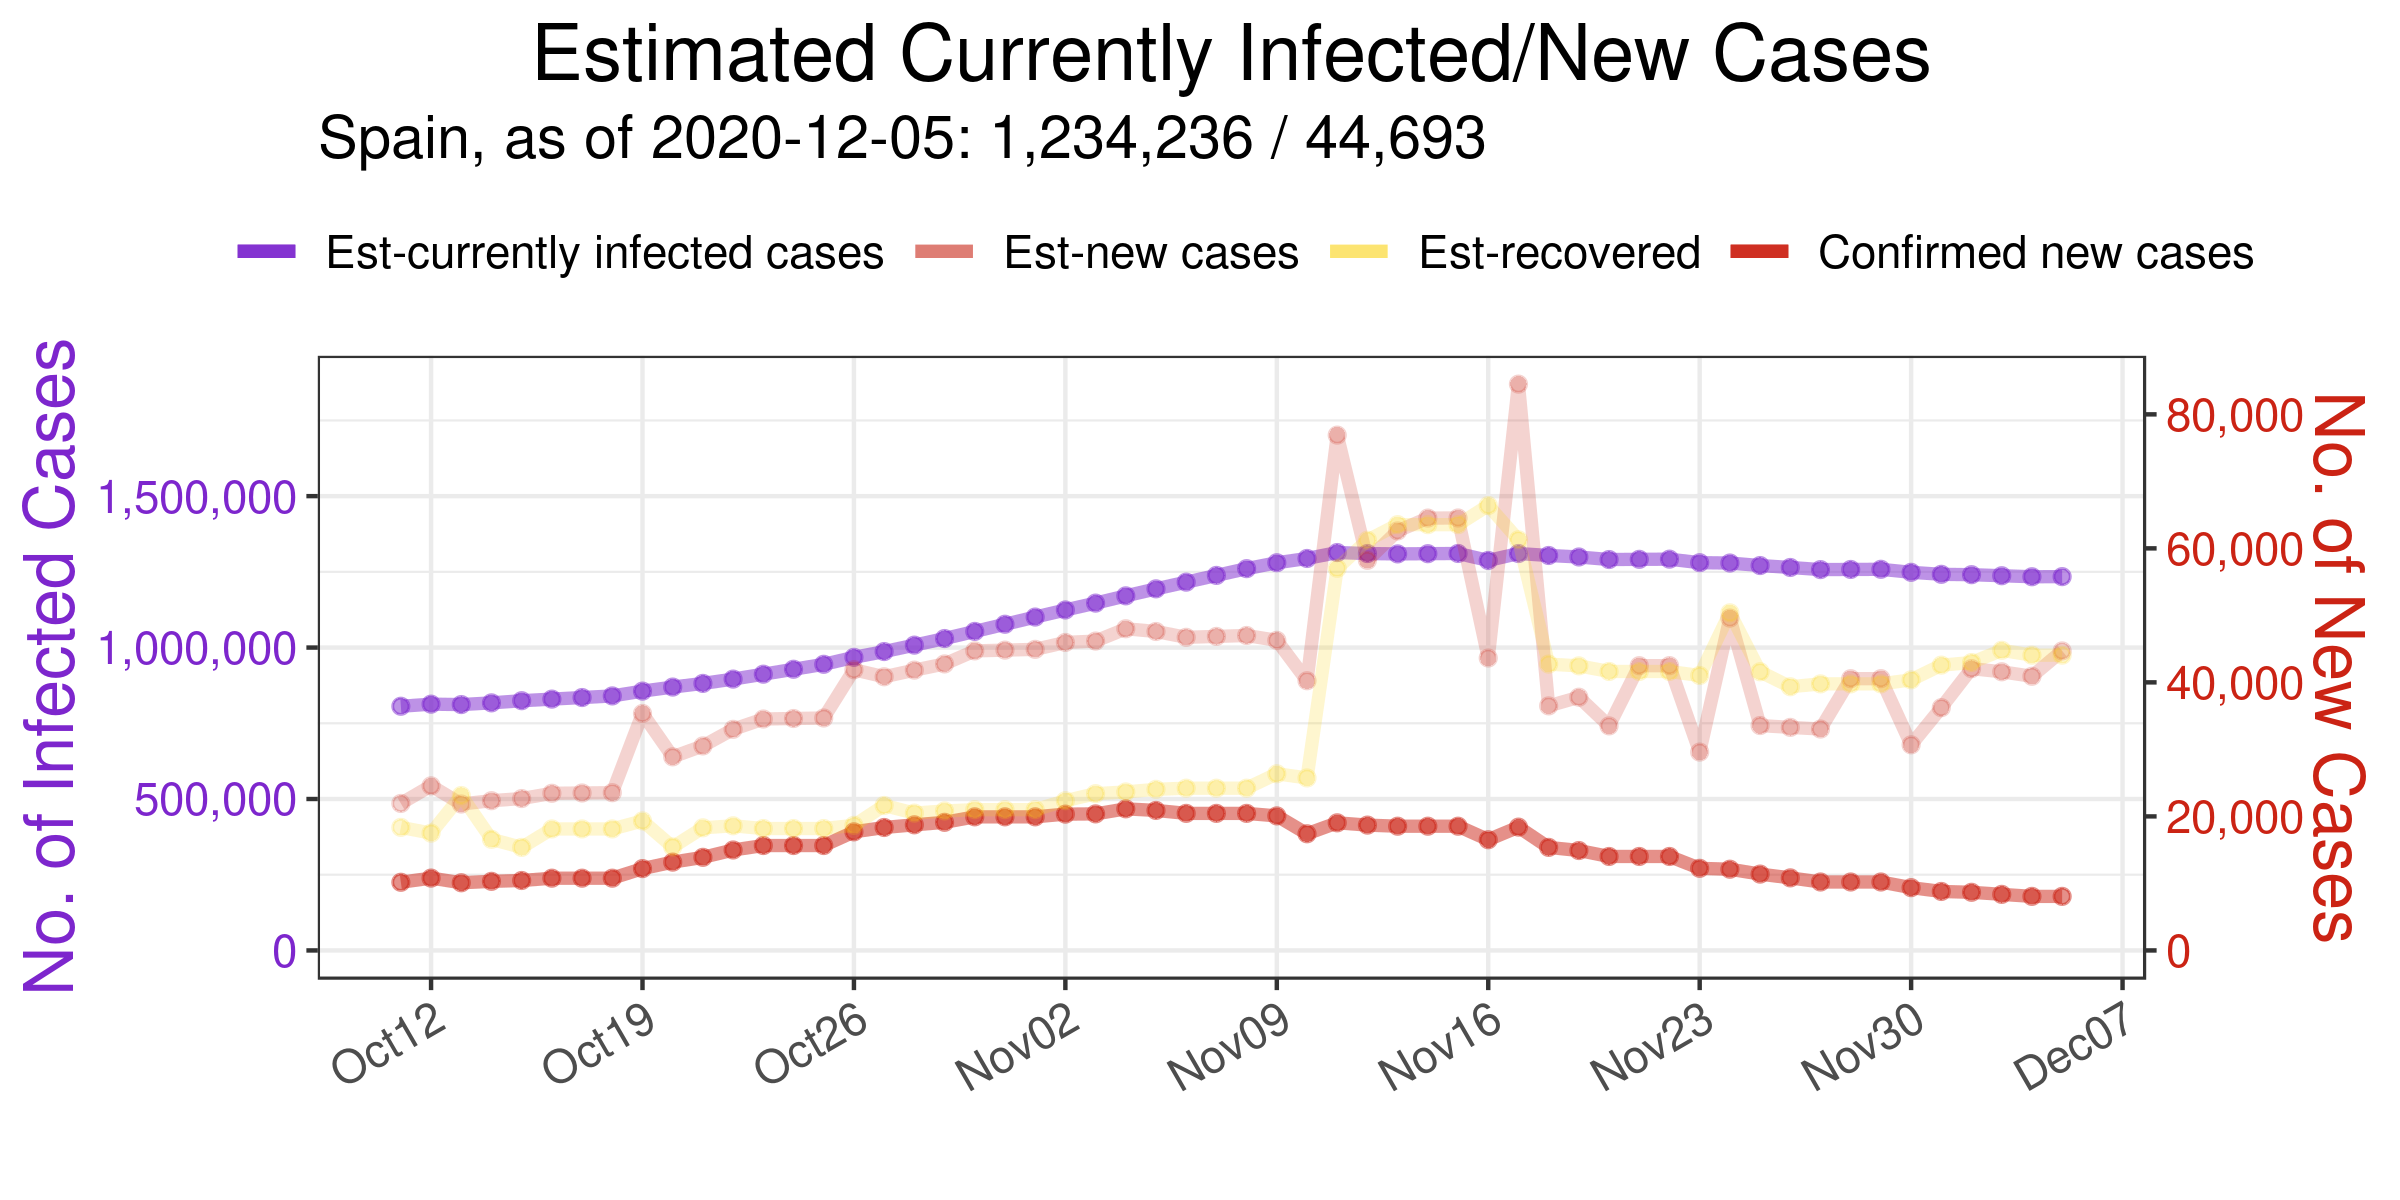 Estimated Currently Infected/New Cases
Spain, as of 2020-12-05: 1,234,236 / 44,693
Est-currently infected cases Est-new cases Est-recovered Confirmed new cases
No. of Infected Cases
1,500,000
1,000,000
500,000
0
80,000
60,000
40,000
20,000
0
No. of New Cases
Oct12 Oct19 Oct26 Nov02 Nov09 Nov16 Nov23 Nov30 Dec07